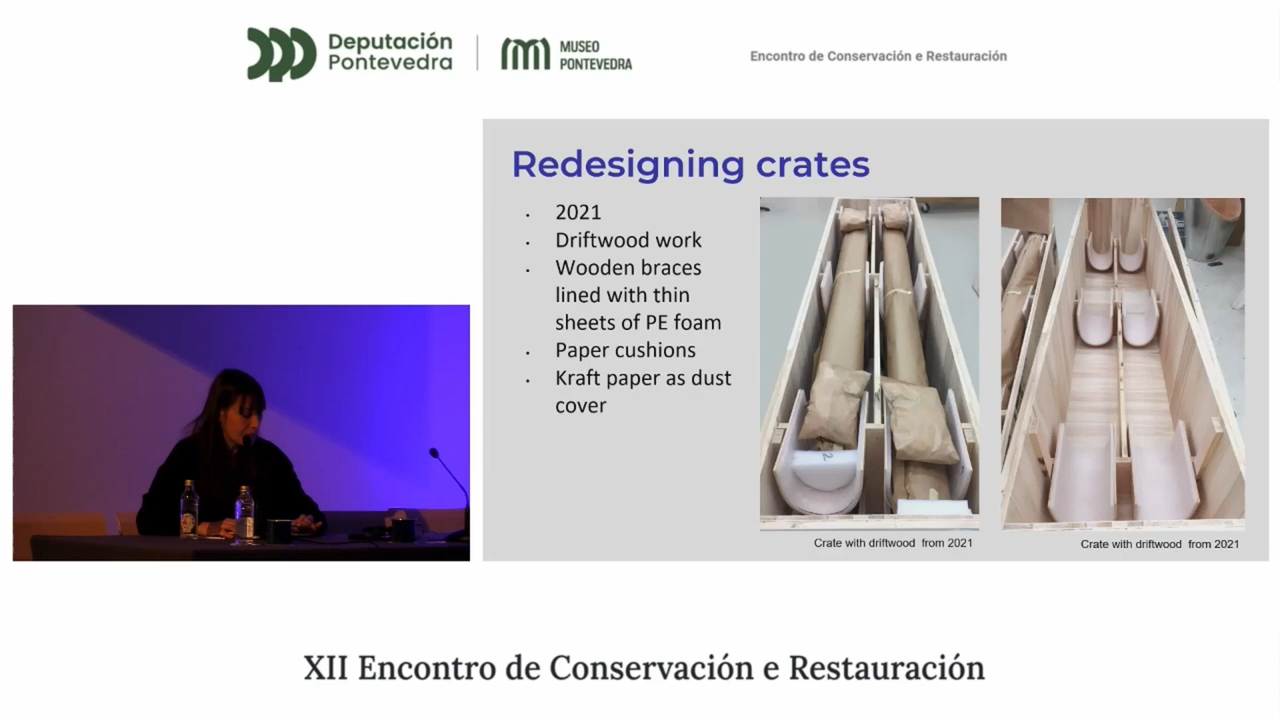 Deputación
Pontevedra
MUSEO
PONTEVEDRA
Encontro de Conservación e Restauración
Redesigning crates
• 2021
• Driftwood work
• Wooden braces
lined with thin
sheets of PE foam
• Paper cushions
• Kraft paper as dust
cover
2
Crate with driftwood from 2021
Crate with driftwood from 2021
XII Encontro de Conservación e Restauración